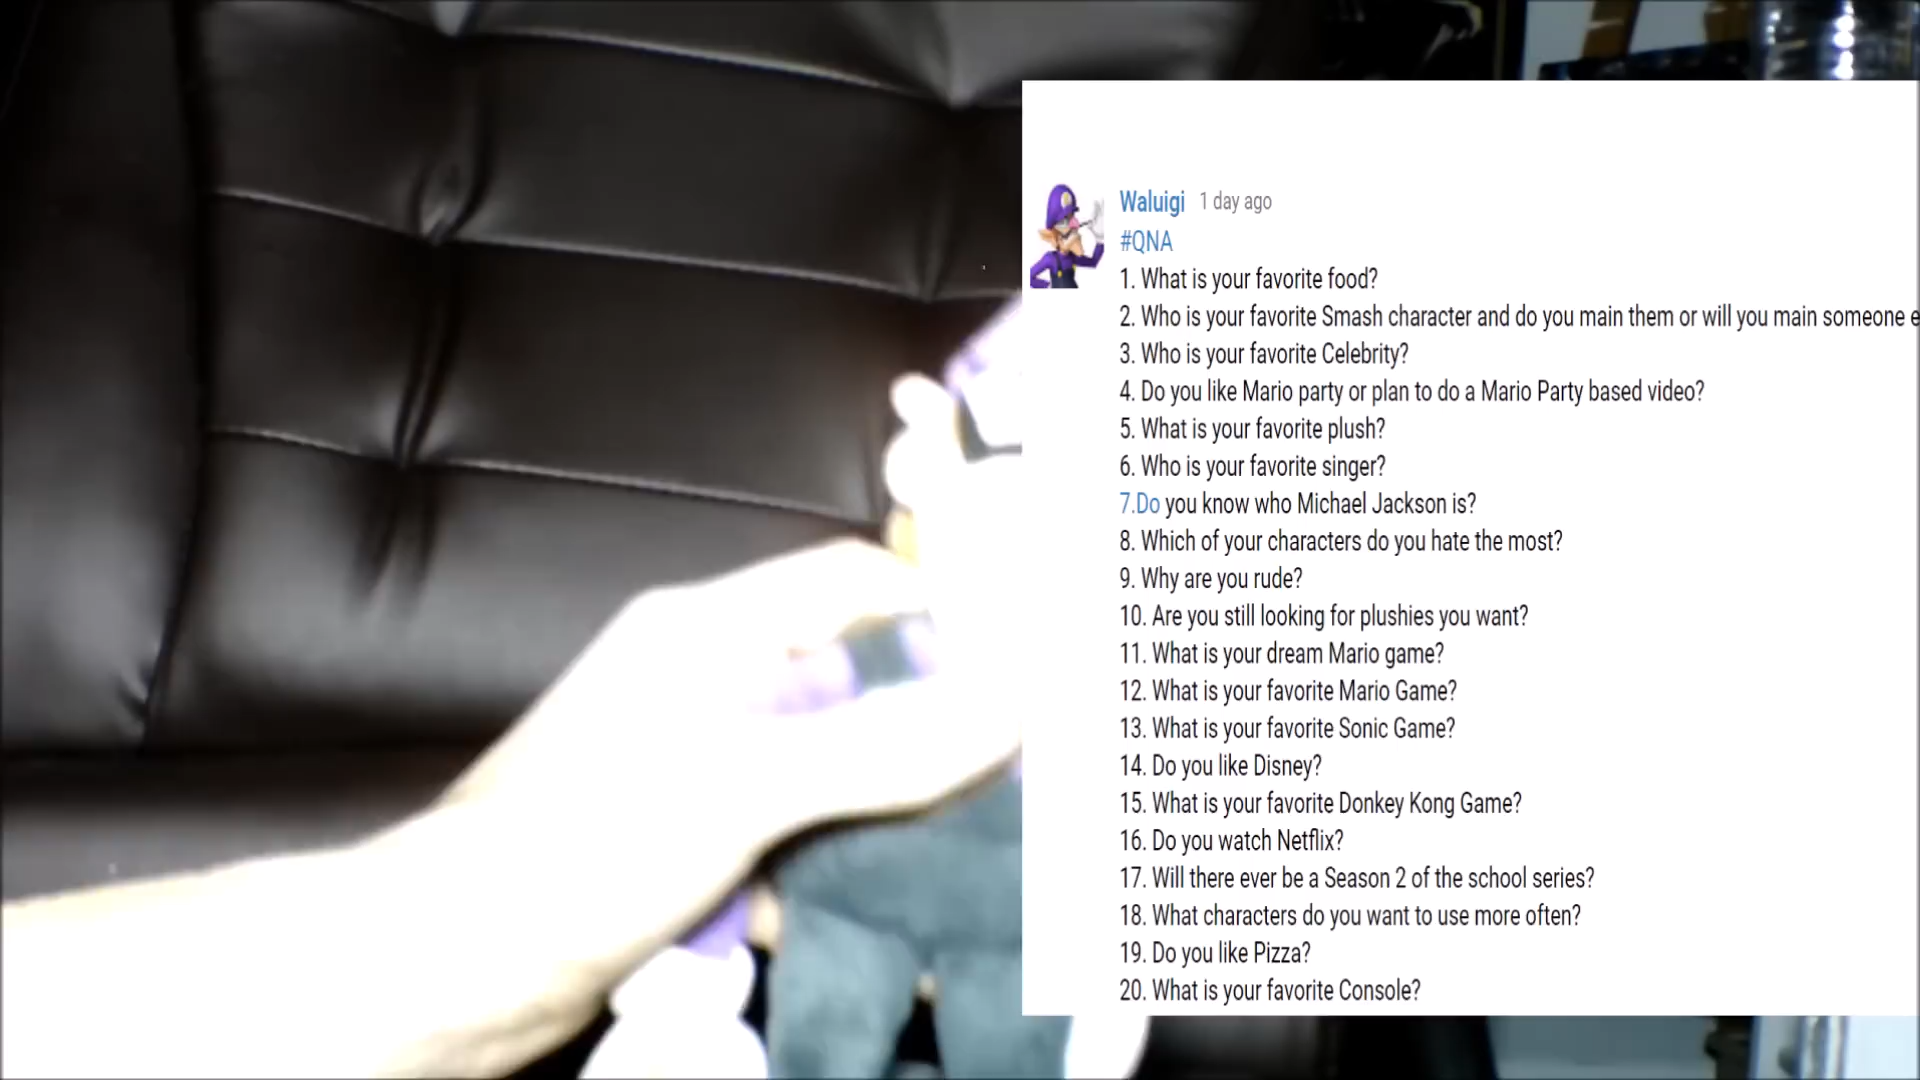 Waluigi 1 day ago
#QNA
1. What is your favorite food?
2. Who is your favorite Smash character and do you main them or will you main someone
3. Who is your favorite Celebrity?
4. Do you like Mario party or plan to do a Mario Party based video?
5. What is your favorite plush?
6. Who is your favorite singer?
7.Do you know who Michael Jackson is?
8. Which of your characters do you hate the most?
9. Why are you rude?
10. Are you still looking for plushies you want?
11. What is your dream Mario game?
12. What is your favorite Mario Game?
13. What is your favorite Sonic Game?
14. Do you like Disney?
15. What is your favorite Donkey Kong Game?
16. Do you watch Netflix?
17. Will there ever be a Season 2 of the school series?
18. What characters do you want to use more often?
19. Do you like Pizza?
20. What is your favorite Console?